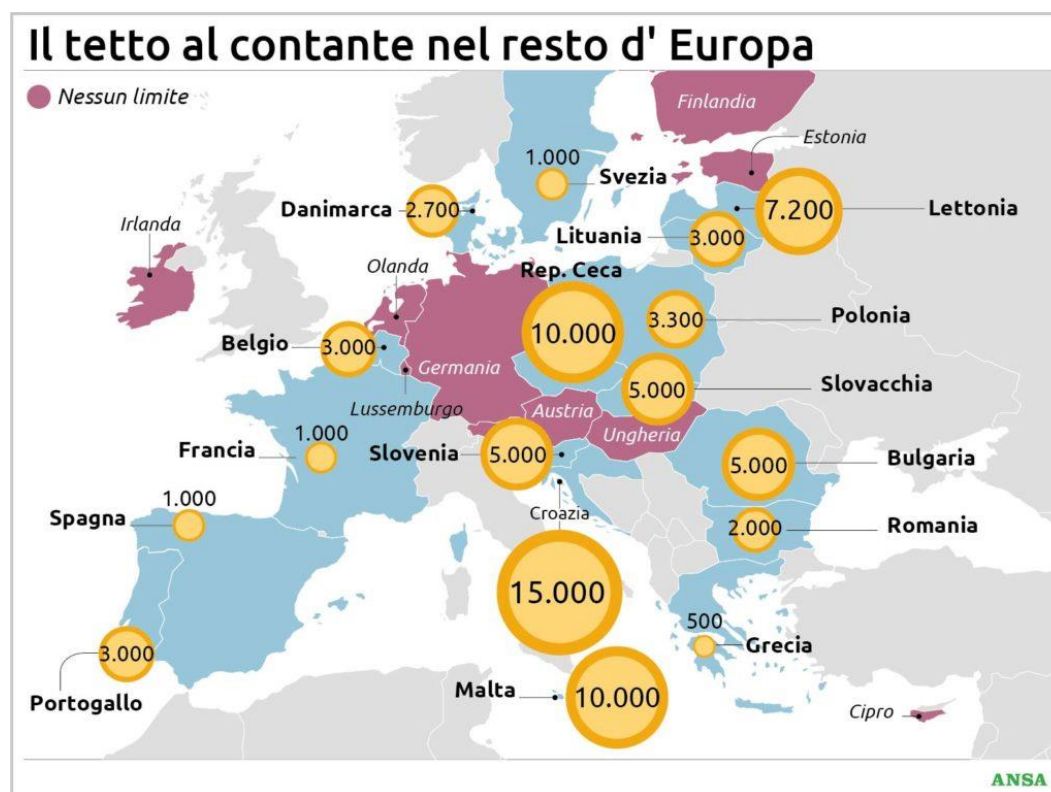 Il tetto al contante nel resto d' Europa
Nessun limite
Finlandia
Estonia
1.000
Svezia
Danimarca
2.700
7.200
Lettonia
Irlanda
Lituania
3.000
Olanda
Rep. Ceca
10.000
3.300
Polonia
Belgio
3.000
Germania
Lussemburgo
5.000
Slovacchia
Austria
Ungheria
1.000
Francia
Slovenia
5.000
5.000
Bulgaria
1.000
Spagna
Croazia
15.000
2.000
Romania
500
Grecia
3.000
Portogallo
Malta
10.000
Cipro
ANSA